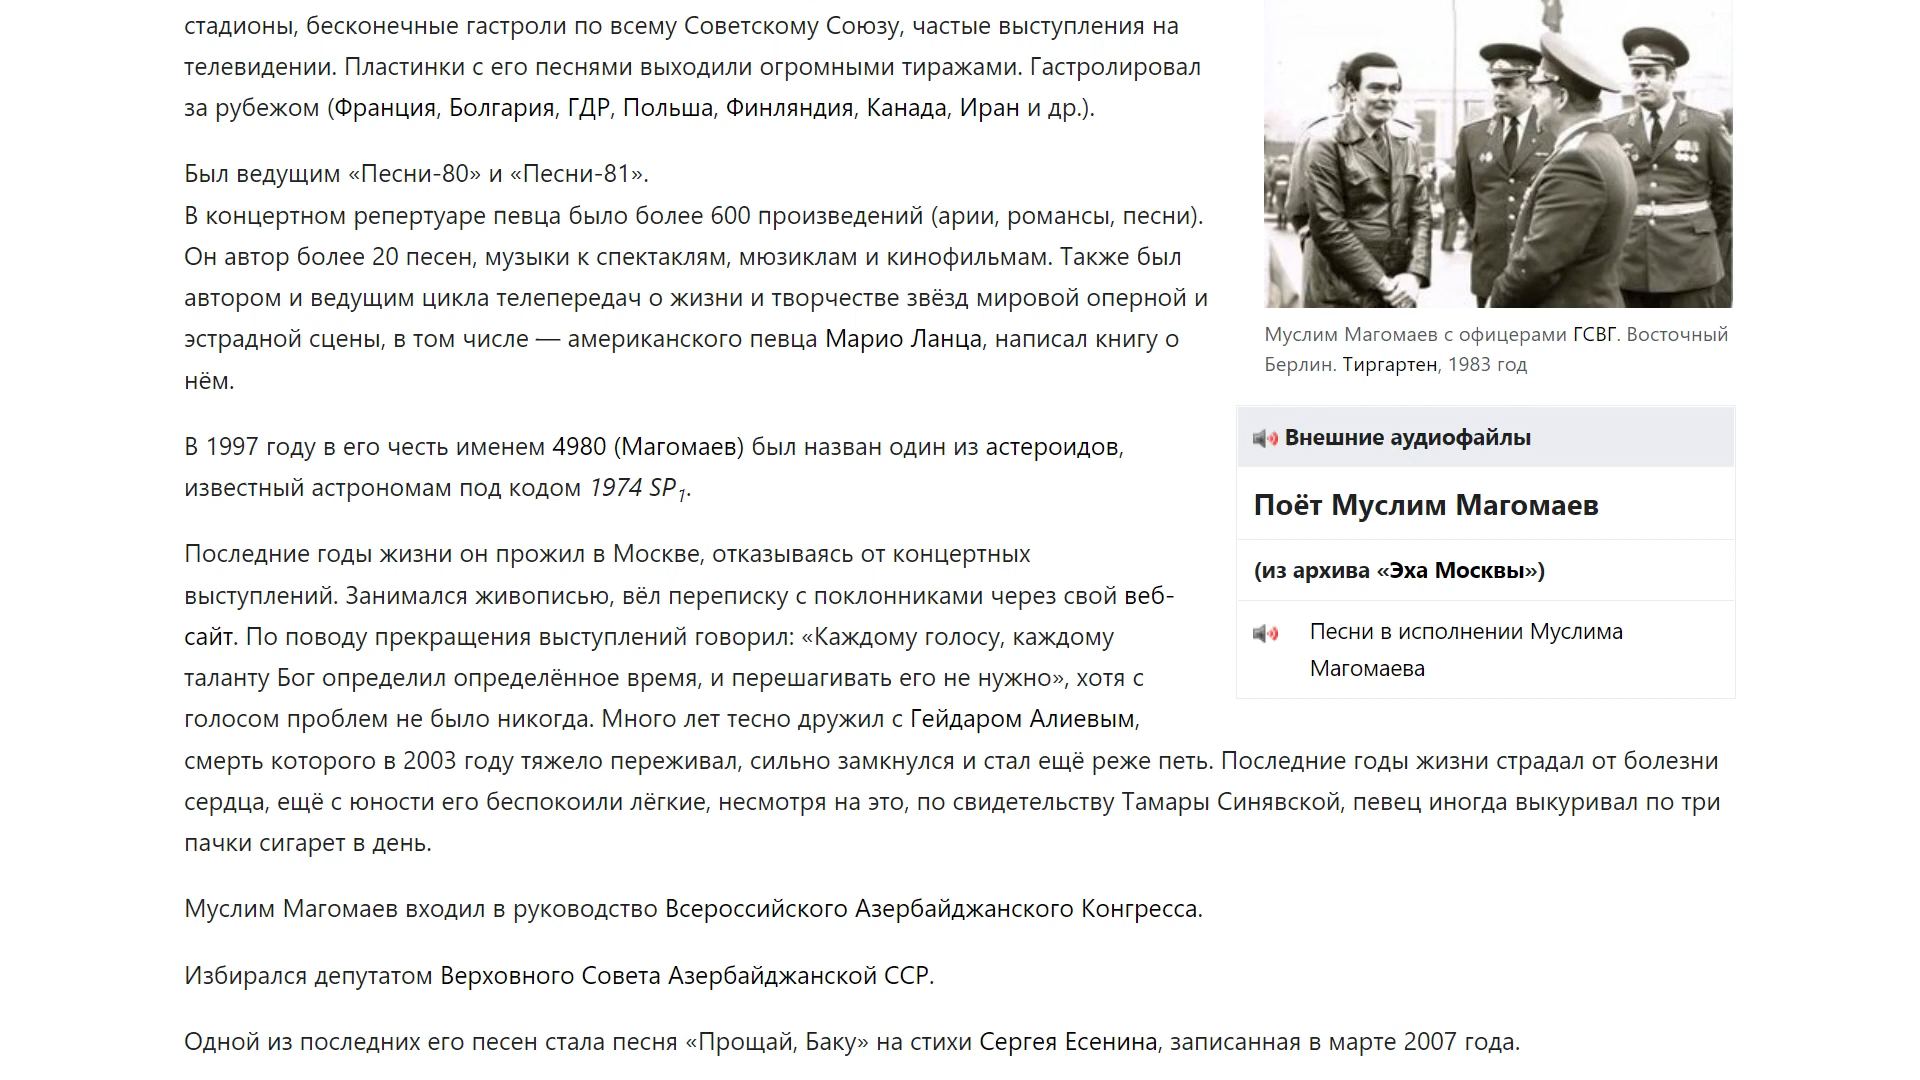 стадионы, бесконечные гастроли по всему Советскому Союзу, частые выступления на
телевидении. Пластинки с его песнями выходили огромными тиражами. Гастролировал
за рубежом (Франция, Болгария, ГДР, Польша, Финляндия, Канада, Иран и др.).
Был ведущим «Песни-80» и «Песни-81».
В концертном репертуаре певца было более 600 произведений (арии, романсы, песни).
Он автор более 20 песен, музыки к спектаклям, мюзиклам и кинофильмам. Также был
автором и ведущим цикла телепередач о жизни и творчестве звёзд мировой оперной и
эстрадной сцены, в том числе — американского певца Марио Ланца, написал книгу о
нём.
В 1997 году в его честь именем 4980 (Магомаев) был назван один из астероидов,
известный астрономам под кодом 1974 SP1.
Последние годы жизни он прожил в Москве, отказываясь от концертных
выступлений. Занимался живописью, вёл переписку с поклонниками через свой веб-
сайт. По поводу прекращения выступлений говорил: «Каждому голосу, каждому
таланту Бог определил определённое время, и перешагивать его не нужно», хотя с
голосом проблем не было никогда. Много лет тесно дружил с Гейдаром Алиевым,
смерть которого в 2003 году тяжело переживал, сильно замкнулся и стал ещё реже петь. Последние годы жизни страдал от болезни
сердца, ещё с юности его беспокоили лёгкие, несмотря на это, по свидетельству Тамары Синявской, певец иногда выкуривал по три
пачки сигарет в день.
Муслим Магомаев входил в руководство Всероссийского Азербайджанского Конгресса.
Избирался депутатом Верховного Совета Азербайджанской ССР.
Одной из последних его песен стала песня «Прощай, Баку» на стихи Сергея Есенина, записанная в марте 2007 года.
Муслим Магомаев с офицерами ГСВГ. Восточный
Берлин. Тиргартен, 1983 год
Внешние аудиофайлы
Поёт Муслим Магомаев
(из архива «Эха Москвы»)
Песни в исполнении Муслима
Магомаева